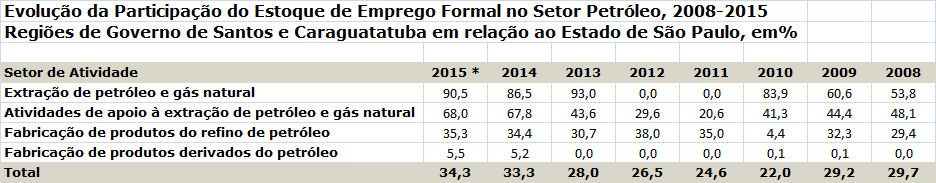 Evolução da Participação do Estoque de Emprego Formal no Setor Petróleo, 2008-2015
Regiões de Governo de Santos e Caraguatatuba em relação ao Estado de São Paulo, em%
Setor de Atividade 2015 * 2014 2013 2012 2011 2010 2009 2008
Extração de petróleo e gás natural 90,5 86,5 93,0 0,0 0,0 83,9 60,6 53,8
Atividades de apoio à extração de petróleo e gás natural 68,0 67,8 43,6 29,6 20,6 41,3 44,4 48,1
Fabricação de produtos do refino de petróleo 35,3 34,4 30,7 38,0 35,0 4,4 32,3 29,4
Fabricação de produtos derivados do petróleo 5,5 5,2 0,0 0,0 0,0 0,1 0,1 0,0
Total 34,3 33,3 28,0 26,5 24,6 22,0 29,2 29,7